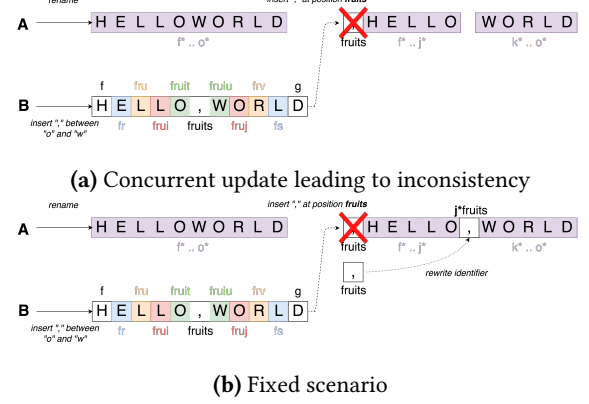 rename
insert "," at position fruits
A H E L L O W O R L D , H E L L O W O R L D
f* .. o* fruits f* .. j* k* .. o*
f fru fruit fruiu frv g
B H E L L O , W O R L D
insert "," between
"o" and "w"
fr frui fruits fruj fs
(a) Concurrent update leading to inconsistency
rename
insert "," at position fruits
j*fruits
A H E L L O W O R L D , H E L L O , W O R L D
f* .. o* fruits f* .. j* k* .. o*
,
rewrite identifier
fruits
f fru fruit fruiu frv g
B H E L L O , W O R L D
insert "," between
"o" and "w"
fr frui fruits fruj fs
(b) Fixed scenario